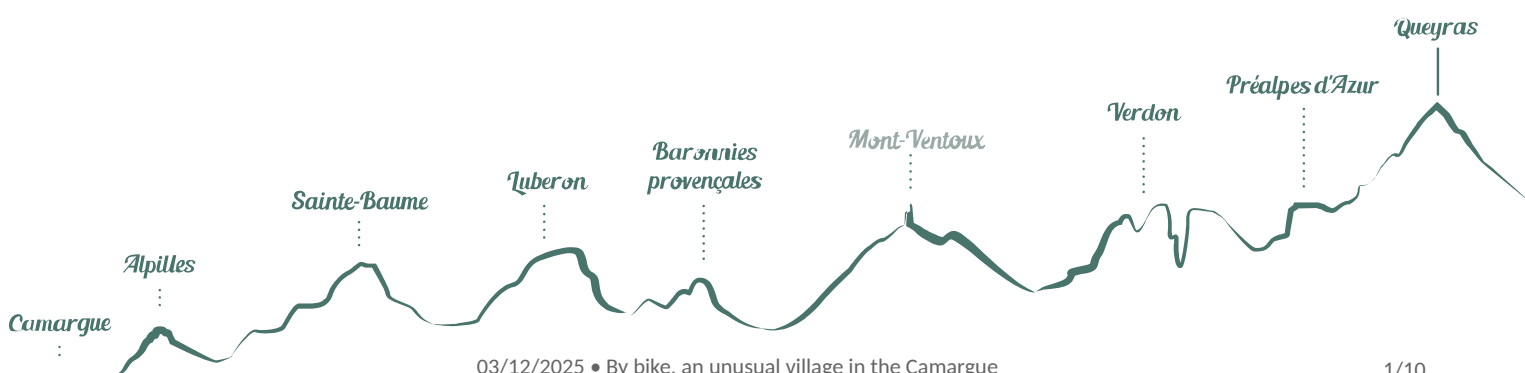 Queyras
Préalpes d'Azur
Verdon
Mont-Ventoux
Baronnies
provençales
Luberon
Sainte-Baume
Alpilles
Camargue
03/12/2025 • By bike, an unusual village in the Camargue
1/10